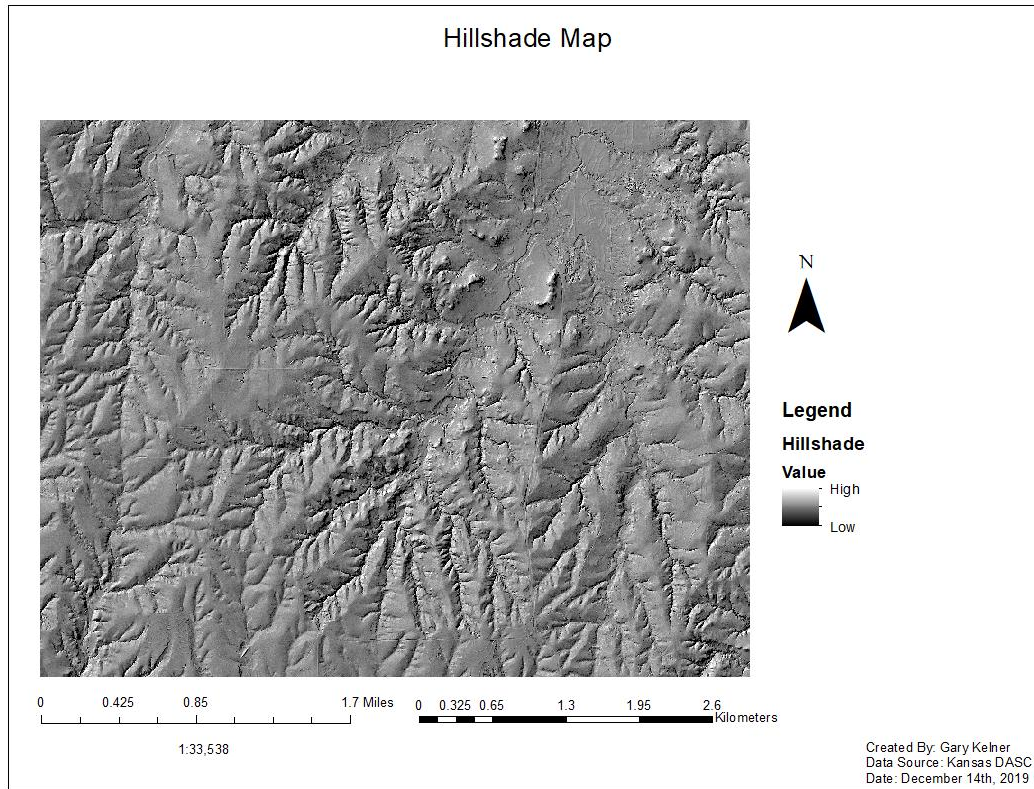 Hillshade Map
N
Legend
Hillshade
Value
High
Low
0 0.425 0.85 1.7 Miles
0 0.325 0.65 1.3 1.95 2.6
Kilometers
1:33,538
Created By: Gary Kelner
Data Source: Kansas DASC
Date: December 14th, 2019